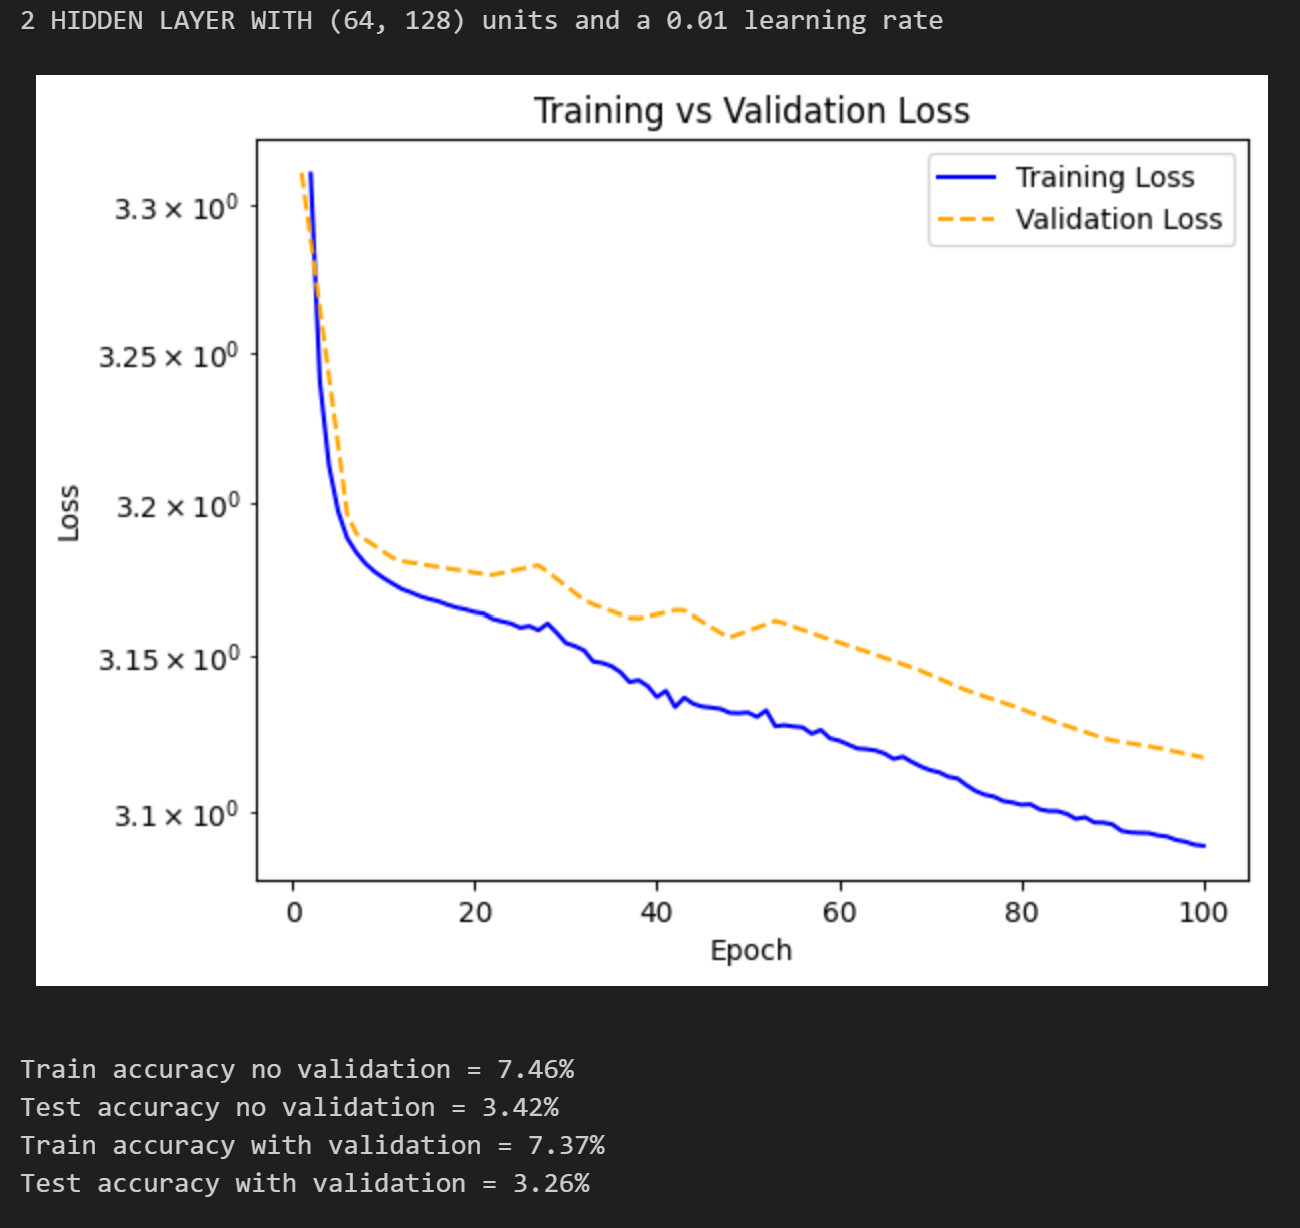 2 HIDDEN LAYER WITH (64, 128) units and a 0.01 learning rate
Training vs Validation Loss
Training Loss
Validation Loss
3.3 × 10⁰
3.25 × 10⁰
3.2 × 10⁰
3.15 × 10⁰
3.1 × 10⁰
Loss
0 20 40 60 80 100
Epoch
Train accuracy no validation = 7.46%
Test accuracy no validation = 3.42%
Train accuracy with validation = 7.37%
Test accuracy with validation = 3.26%